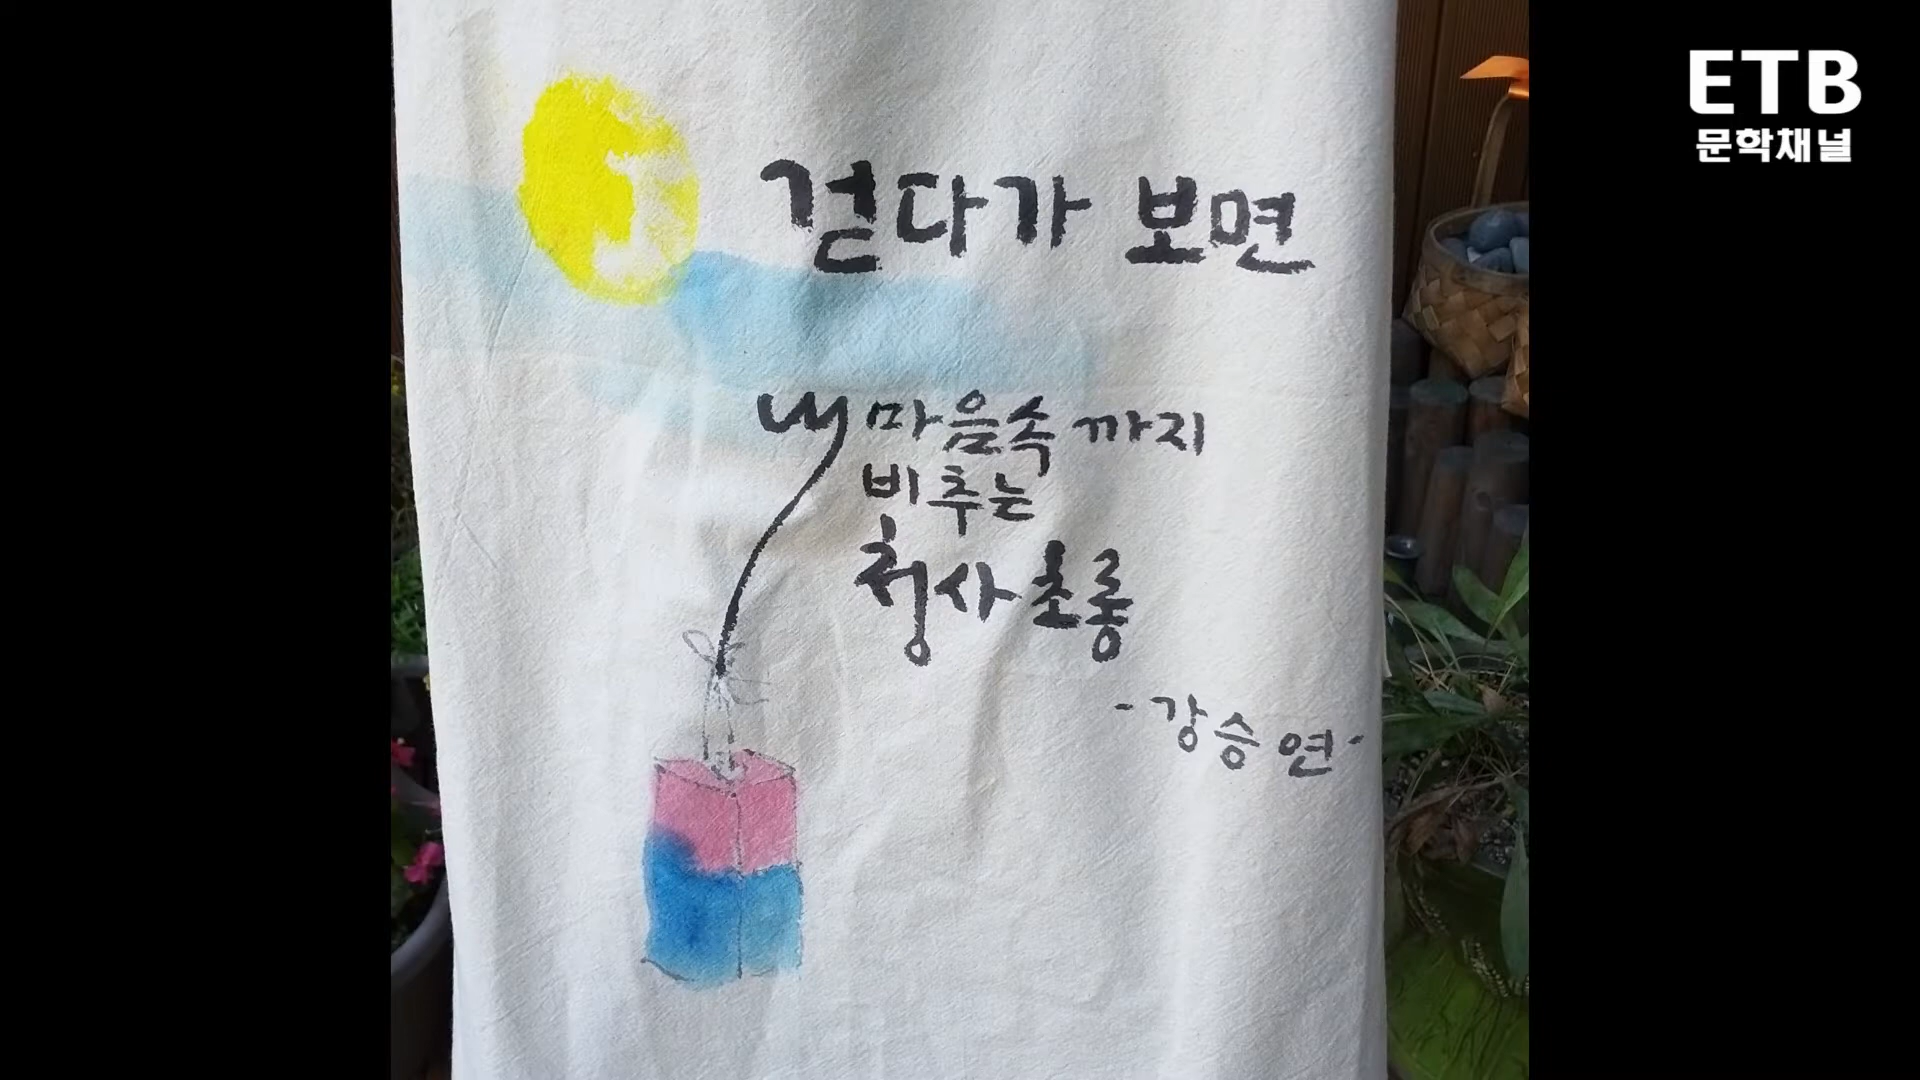 ETB
문학채널
걷다가 보면
내 마음속 까지
비추는
청사초롱
-강승연-